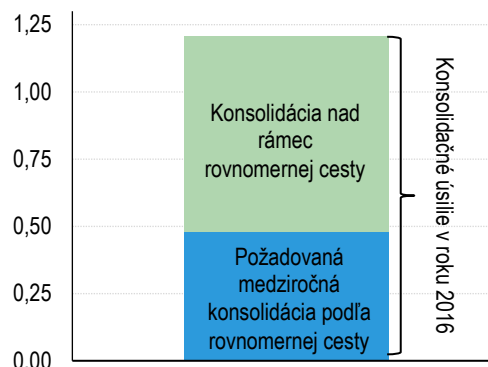 1,25
1,00
0,75
0,50
0,25
0,00
Konsolidácia nad
rámec
rovnomernej cesty
Požadovaná
medziročná
konsolidácia podľa
rovnomernej cesty
Konsolidačné úsilie v roku 2016